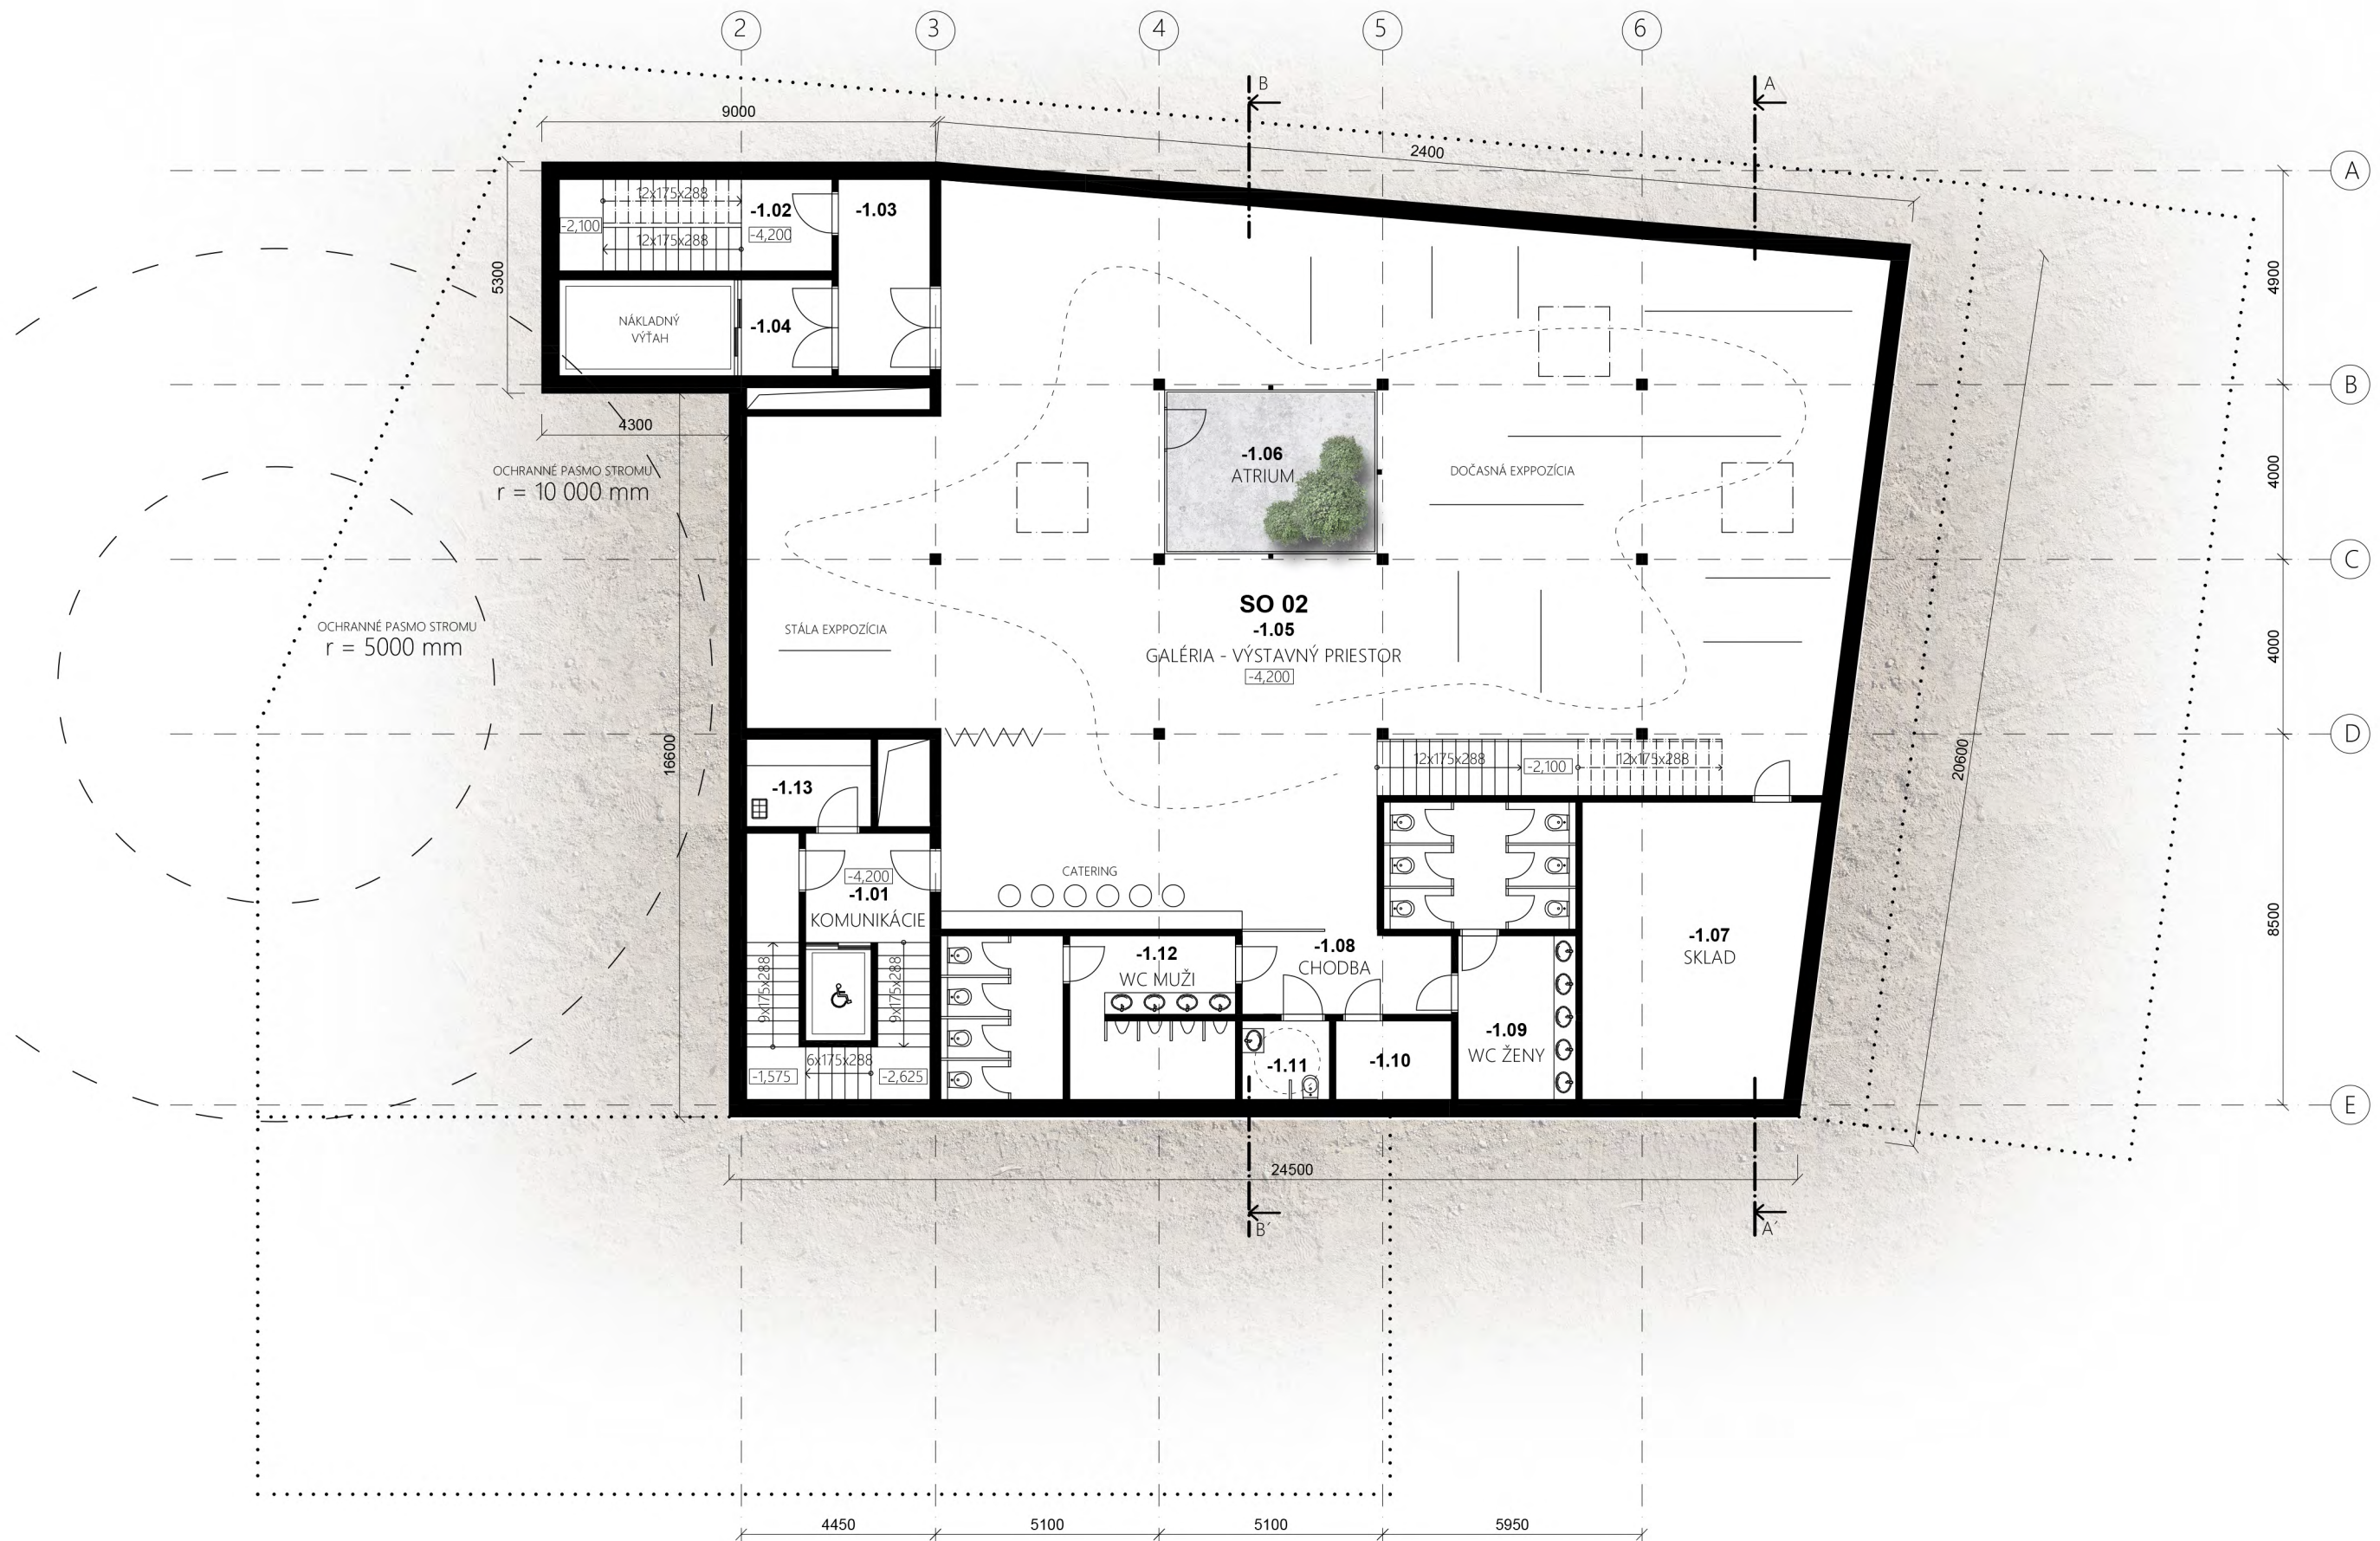 2
3
4
5
6
B
A
9000
2400
A
12x175x288
-1.02
-1.03
-2,100
-4,200
12x175x288
5300
4900
NÁKLADNÝ
VÝŤAH
-1.04
B
4300
-1.06
ATRIUM
OCHRANNÉ PASMO STROMU
r = 10 000 mm
DOČASNÁ EXPPOZÍCIA
4000
C
SO 02
-1.05
GALÉRIA - VÝSTAVNÝ PRIESTOR
-4,200
OCHRANNÉ PASMO STROMU
r = 5000 mm
STÁLA EXPPOZÍCIA
4000
D
16600
12x175x288
-2,100
12x175x288
20600
-1.13
CATERING
-4,200
-1.01
KOMUNIKÁCIE
8500
-1.12
WC MUŽI
-1.08
CHODBA
-1.07
SKLAD
9x175x288
9x175x288
-1.09
WC ŽENY
6x175x288
-1,575
-2,625
-1.11
-1.10
E
24500
B´
A´
4450
5100
5100
5950